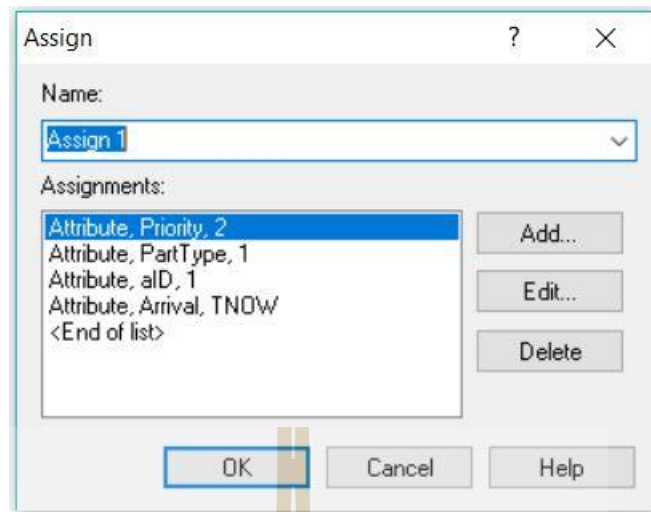 Assign ?
Name:
Assign 1
Assignments:
Attribute, Priority, 2
Attribute, PartType, 1
Attribute, aID, 1
Attribute, Arrival, TNOW
<End of list>
Add...
Edit...
Delete
OK Cancel Help